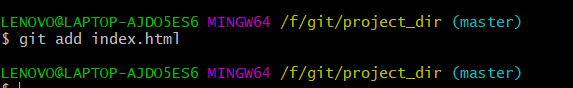 LENOVO@LAPTOP-AJDO5ES6 MINGW64 /f/git/project_dir (master)
$ git add index.html
LENOVO@LAPTOP-AJDO5ES6 MINGW64 /f/git/project_dir (master)
$